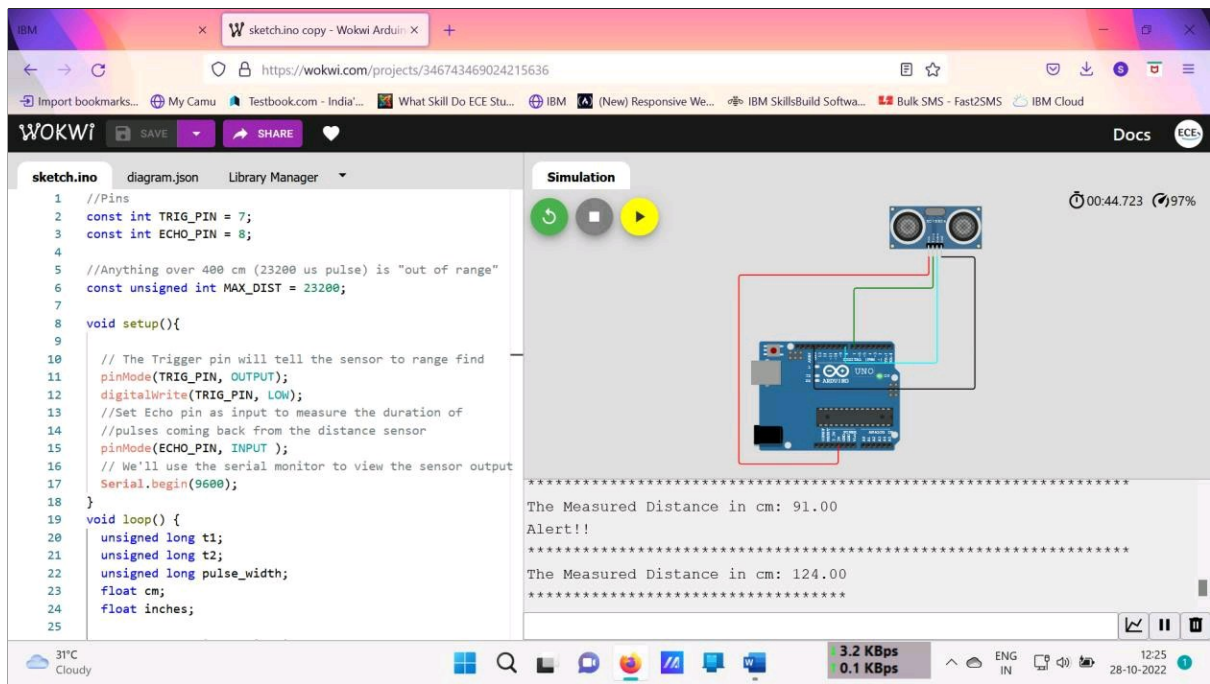 IBM
sketch.ino copy - Wokwi Arduin
https://wokwi.com/projects/346743469024215636
Import bookmarks... My Camu Testbook.com - India'... What Skill Do ECE Stu... IBM (New) Responsive We... IBM SkillsBuild Softwa... Bulk SMS - Fast2SMS IBM Cloud
WOKWi SAVE SHARE Docs ECE
sketch.ino diagram.json Library Manager
1 //Pins
2 const int TRIG_PIN = 7;
3 const int ECHO_PIN = 8;
4
5 //Anything over 400 cm (23200 us pulse) is "out of range"
6 const unsigned int MAX_DIST = 23200;
7
8 void setup(){
9
10 // The Trigger pin will tell the sensor to range find
11 pinMode(TRIG_PIN, OUTPUT);
12 digitalWrite(TRIG_PIN, LOW);
13 //Set Echo pin as input to measure the duration of
14 //pulses coming back from the distance sensor
15 pinMode(ECHO_PIN, INPUT );
16 // We'll use the serial monitor to view the sensor output
17 Serial.begin(9600);
18 }
19 void loop() {
20 unsigned long t1;
21 unsigned long t2;
22 unsigned long pulse_width;
23 float cm;
24 float inches;
25
Simulation
00:44.723 97%
UNO
ARDUINO
******************************************************************
The Measured Distance in cm: 91.00
Alert!!
******************************************************************
The Measured Distance in cm: 124.00
***********************************
31°C
Cloudy
3.2 KBps
0.1 KBps
ENG
IN
12:25
28-10-2022
1